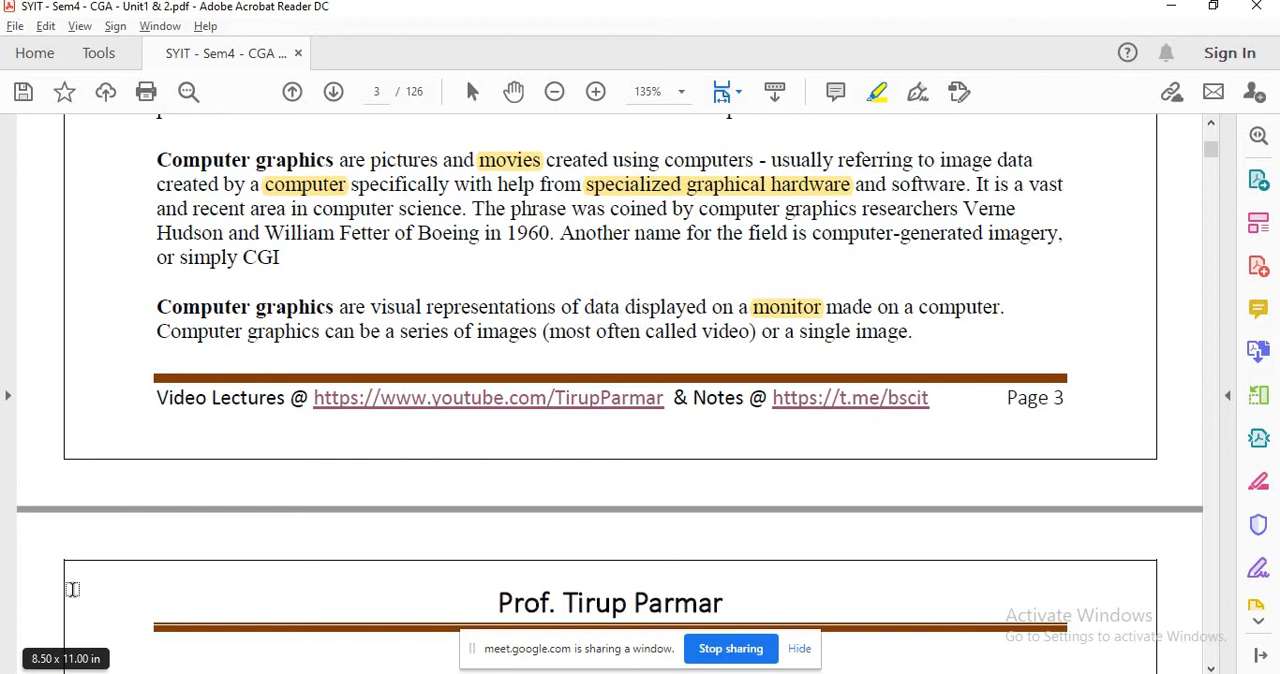 SYIT - Sem4 - CGA - Unit1 & 2.pdf - Adobe Acrobat Reader DC
File Edit View Sign Window Help
Home Tools SYIT - Sem4 - CGA ... × Sign In
3 / 126 135%
Computer graphics are pictures and movies created using computers - usually referring to image data
created by a computer specifically with help from specialized graphical hardware and software. It is a vast
and recent area in computer science. The phrase was coined by computer graphics researchers Verne
Hudson and William Fetter of Boeing in 1960. Another name for the field is computer-generated imagery,
or simply CGI
Computer graphics are visual representations of data displayed on a monitor made on a computer.
Computer graphics can be a series of images (most often called video) or a single image.
Video Lectures @ https://www.youtube.com/TirupParmar & Notes @ https://t.me/bscit Page 3
Prof. Tirup Parmar
Activate Windows
Go to Settings to activate Windows.
meet.google.com is sharing a window. Stop sharing Hide
8.50 x 11.00 in